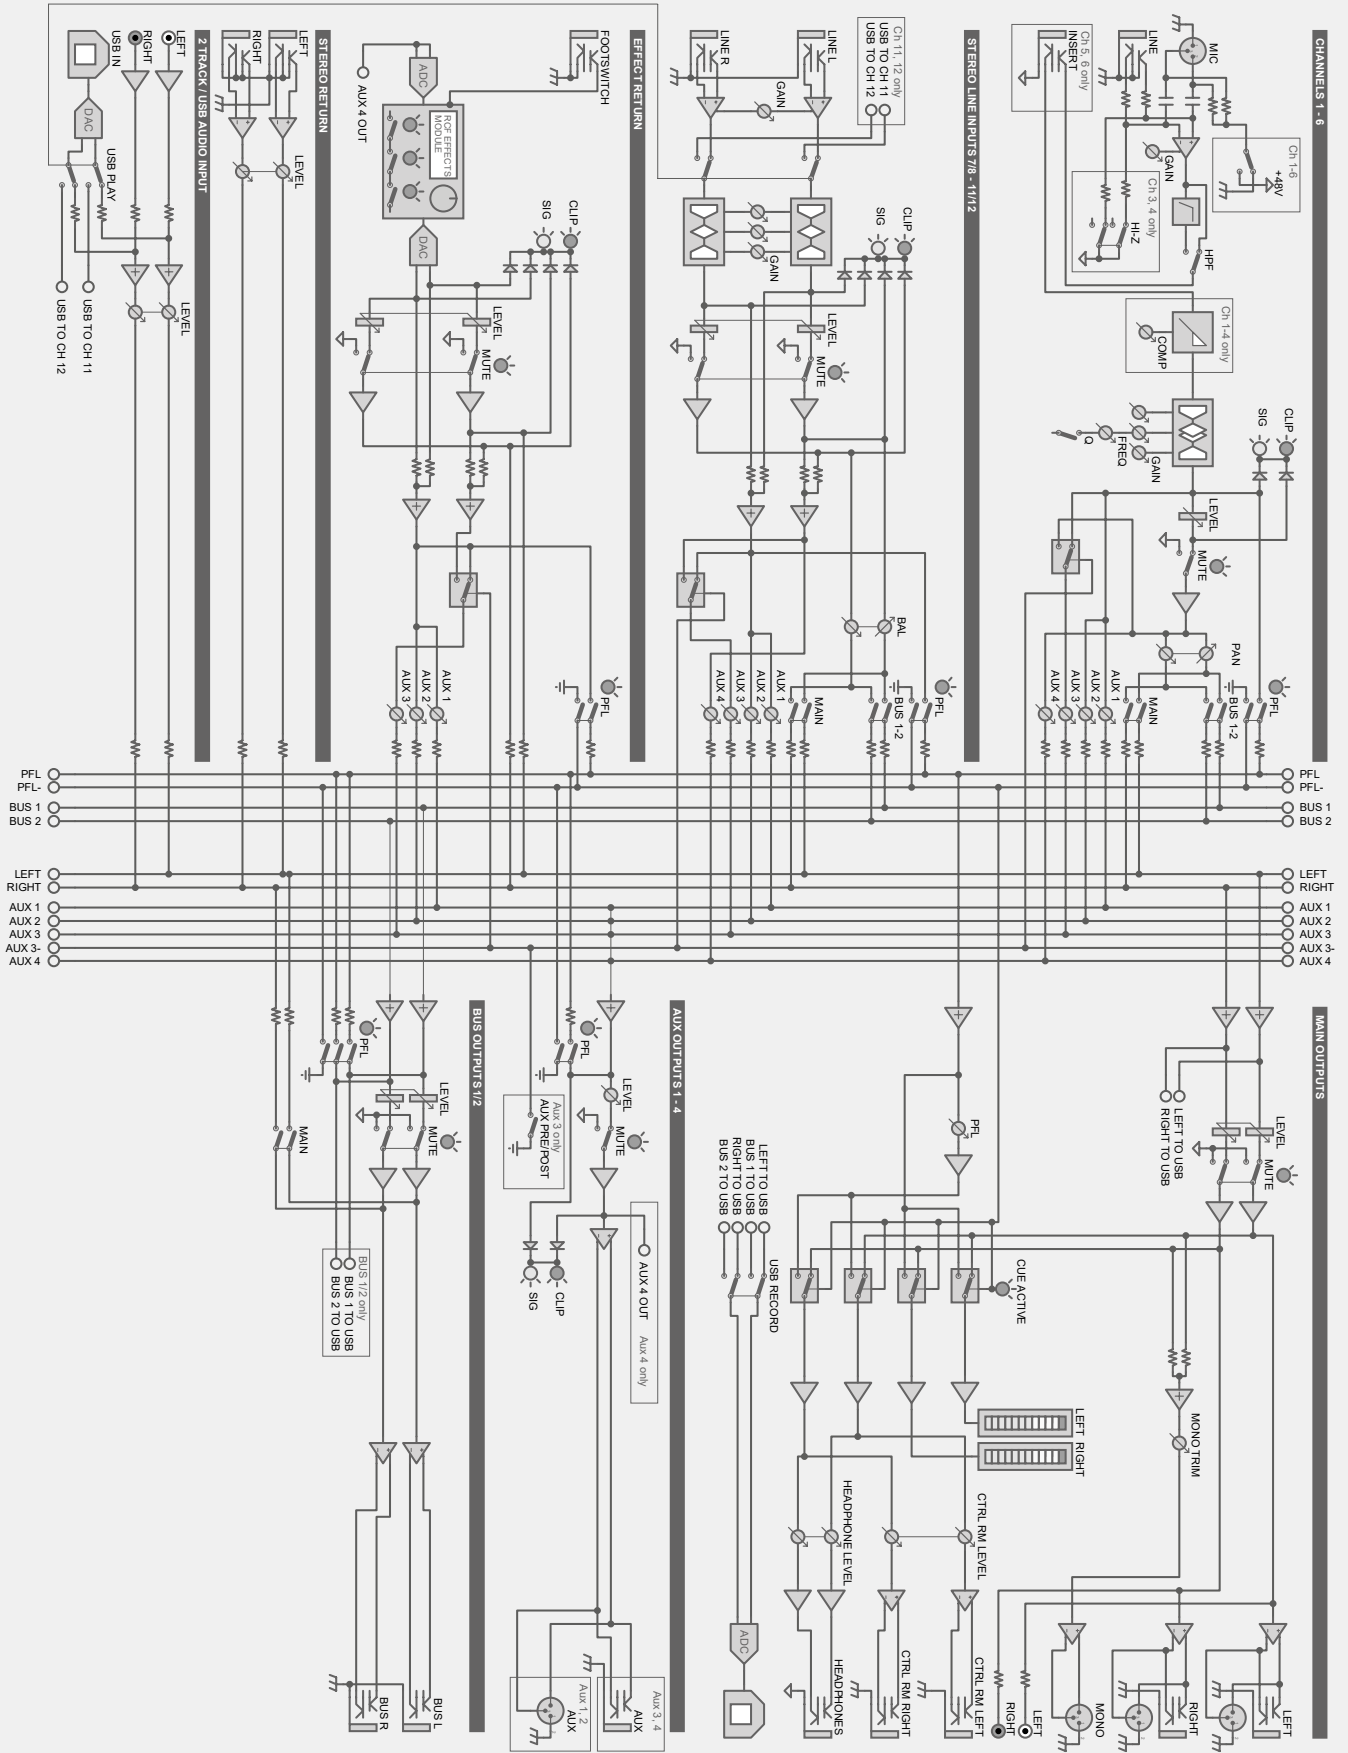 CHANNELS 1 - 6
MIC
LINE
Ch 5, 6 only
INSERT
GAIN
Ch 1-6
+48V
Ch 3, 4 only
HI-Z
HPF
Ch 1-4 only
COMP
GAIN
FREQ
Q
CLIP
SIG
LEVEL
MUTE
PAN
PFL
BUS 1-2
MAIN
AUX 1
AUX 2
AUX 3
AUX 4
STEREO LINE INPUTS 7/8 - 11/12
Ch 11, 12 only
USB TO CH 11
USB TO CH 12
LINE L
LINE R
GAIN
GAIN
CLIP
SIG
LEVEL
MUTE
BAL
PFL
BUS 1-2
MAIN
AUX 1
AUX 2
AUX 3
AUX 4
EFFECT RETURN
FOOTSWITCH
AUX 4 OUT
ADC
RCF EFFECTS
MODULE
DAC
CLIP
SIG
LEVEL
MUTE
PFL
AUX 1
AUX 2
AUX 3
STEREO RETURN
LEFT
RIGHT
LEVEL
2 TRACK / USB AUDIO INPUT
LEFT
RIGHT
USB IN
DAC
USB PLAY
USB TO CH 11
USB TO CH 12
LEVEL
PFL
PFL-
BUS 1
BUS 2
LEFT
RIGHT
AUX 1
AUX 2
AUX 3
AUX 3-
AUX 4
PFL
PFL-
BUS 1
BUS 2
LEFT
RIGHT
AUX 1
AUX 2
AUX 3
AUX 3-
AUX 4
MAIN OUTPUTS
LEFT TO USB
RIGHT TO USB
LEVEL
MUTE
PFL
CUE ACTIVE
USB RECORD
LEFT TO USB
BUS 1 TO USB
RIGHT TO USB
BUS 2 TO USB
MONO TRIM
LEFT
RIGHT
CTRL RM LEVEL
HEADPHONE LEVEL
LEFT
RIGHT
MONO
LEFT
RIGHT
CTRL RM LEFT
CTRL RM RIGHT
HEADPHONES
ADC
AUX OUTPUTS 1 - 4
PFL
LEVEL
MUTE
Aux 3 only
AUX PRE/POST
AUX 4 OUT
Aux 4 only
CLIP
SIG
Aux 3, 4
AUX
Aux 1, 2
AUX
BUS OUTPUTS 1/2
PFL
LEVEL
MUTE
MAIN
BUS 1/2 only
BUS 1 TO USB
BUS 2 TO USB
BUS L
BUS R